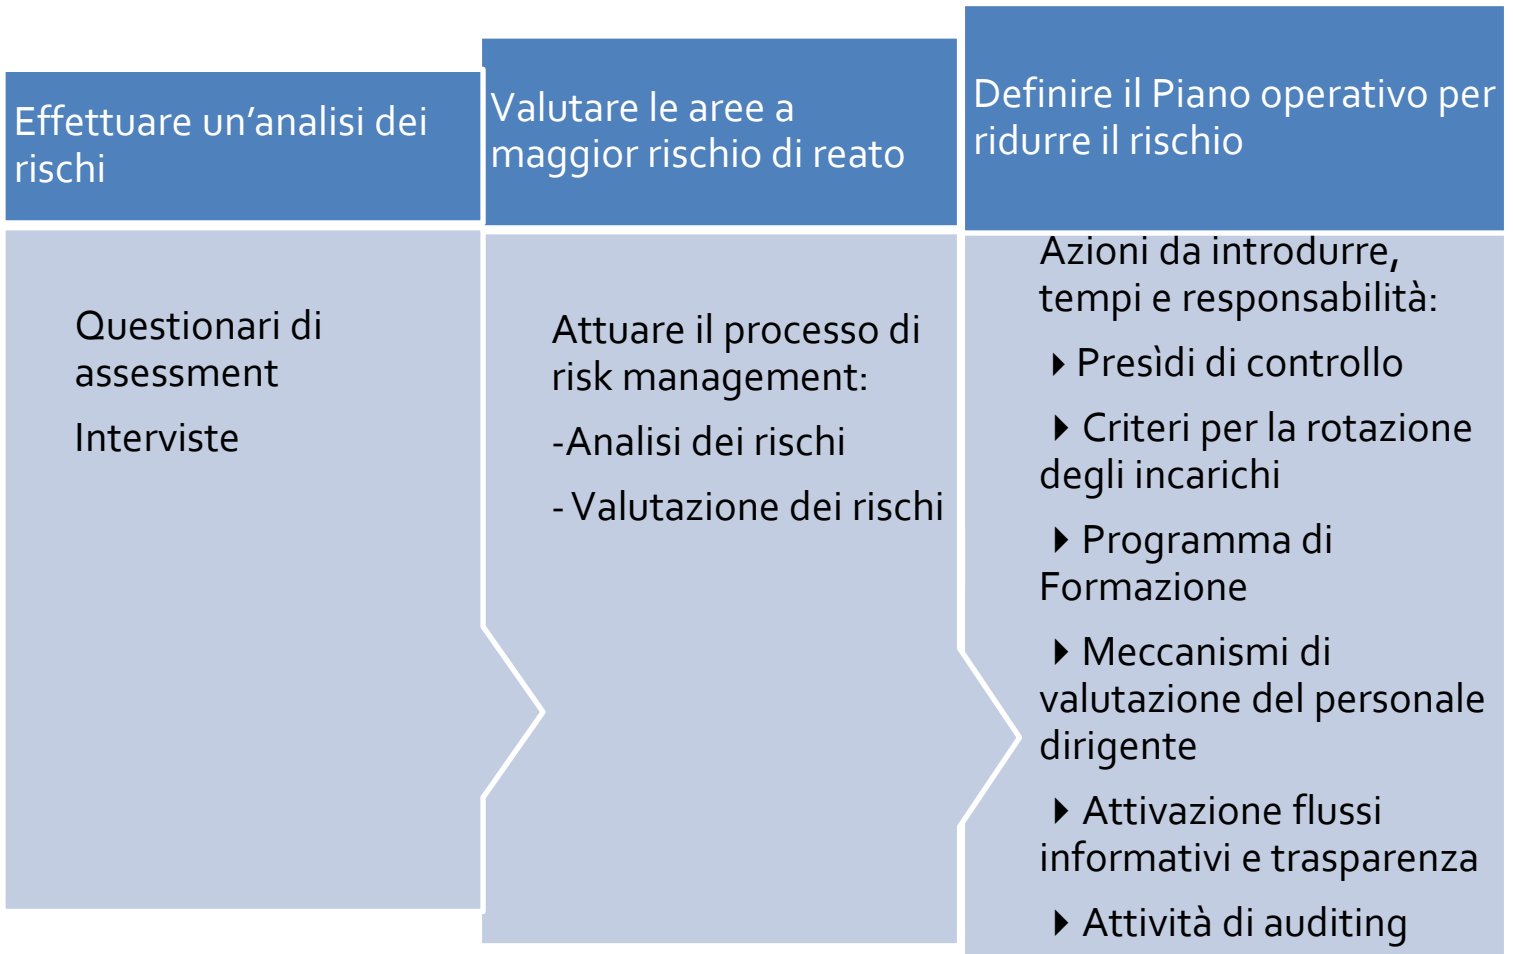 Effettuare un’analisi dei
rischi
Questionari di
assessment
Interviste
Valutare le aree a
maggior rischio di reato
Attuare il processo di
risk management:
-Analisi dei rischi
- Valutazione dei rischi
Definire il Piano operativo per
ridurre il rischio
Azioni da introdurre,
tempi e responsabilità:
Presìdi di controllo
Criteri per la rotazione
degli incarichi
Programma di
Formazione
Meccanismi di
valutazione del personale
dirigente
Attivazione flussi
informativi e trasparenza
Attività di auditing